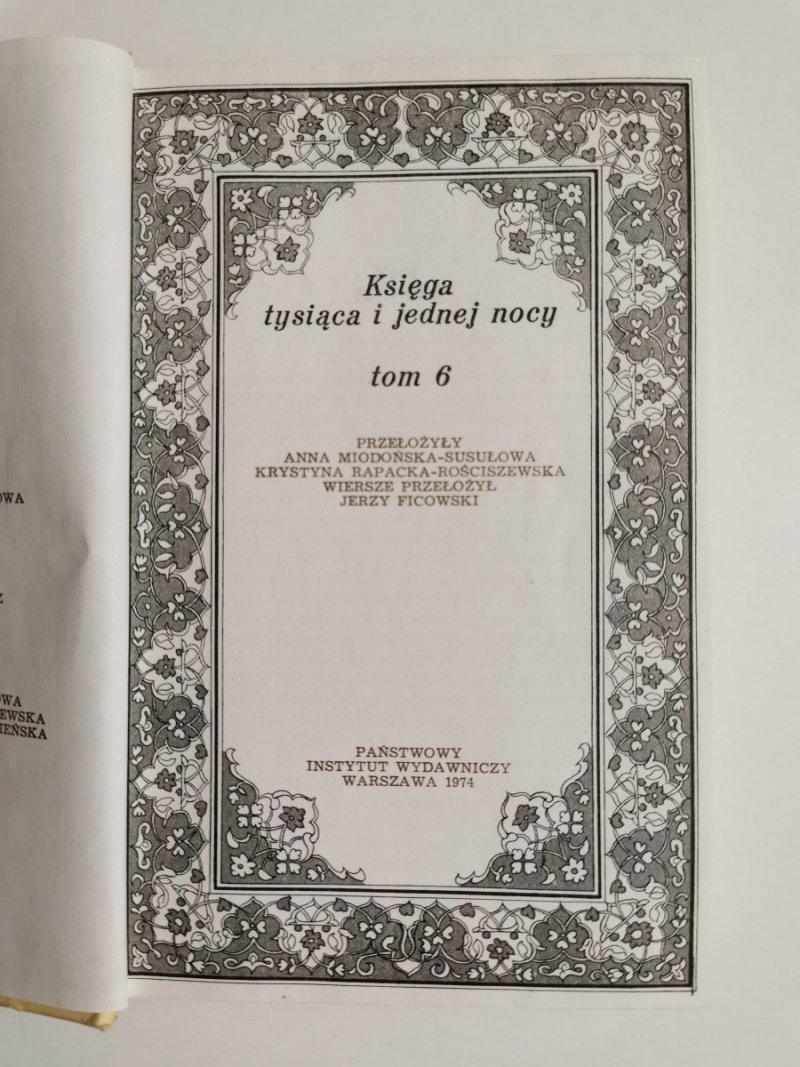 Księga
tysiąca i jednej nocy
tom 6
PRZEŁOŻYŁY
ANNA MIODOŃSKA-SUSUŁOWA
KRYSTYNA RAPACKA-ROŚCISZEWSKA
WIERSZE PRZEŁOŻYŁ
JERZY FICOWSKI
PAŃSTWOWY
INSTYTUT WYDAWNICZY
WARSZAWA 1974